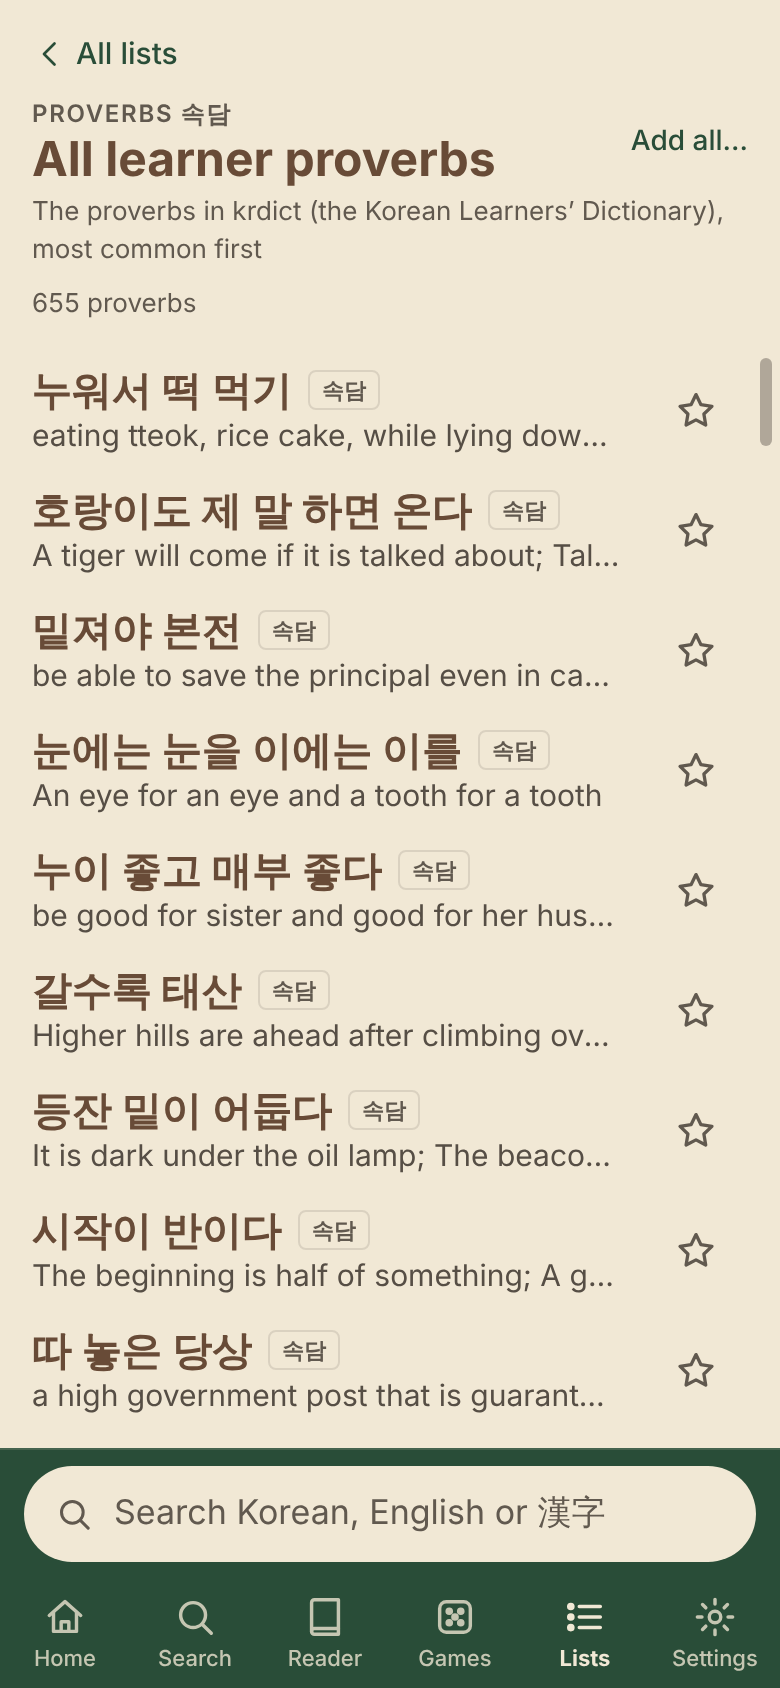 All lists
PROVERBS 속담
All learner proverbs
Add all...
The proverbs in krdict (the Korean Learners’ Dictionary),
most common first
655 proverbs
누워서 떡 먹기 속담
eating tteok, rice cake, while lying dow...
호랑이도 제 말 하면 온다 속담
A tiger will come if it is talked about; Tal...
밑져야 본전 속담
be able to save the principal even in ca...
눈에는 눈을 이에는 이를 속담
An eye for an eye and a tooth for a tooth
누이 좋고 매부 좋다 속담
be good for sister and good for her hus...
갈수록 태산 속담
Higher hills are ahead after climbing ov...
등잔 밑이 어둡다 속담
It is dark under the oil lamp; The beaco...
시작이 반이다 속담
The beginning is half of something; A g...
따 놓은 당상 속담
a high government post that is guarant...
Search Korean, English or 漢字
Home Search Reader Games Lists Settings